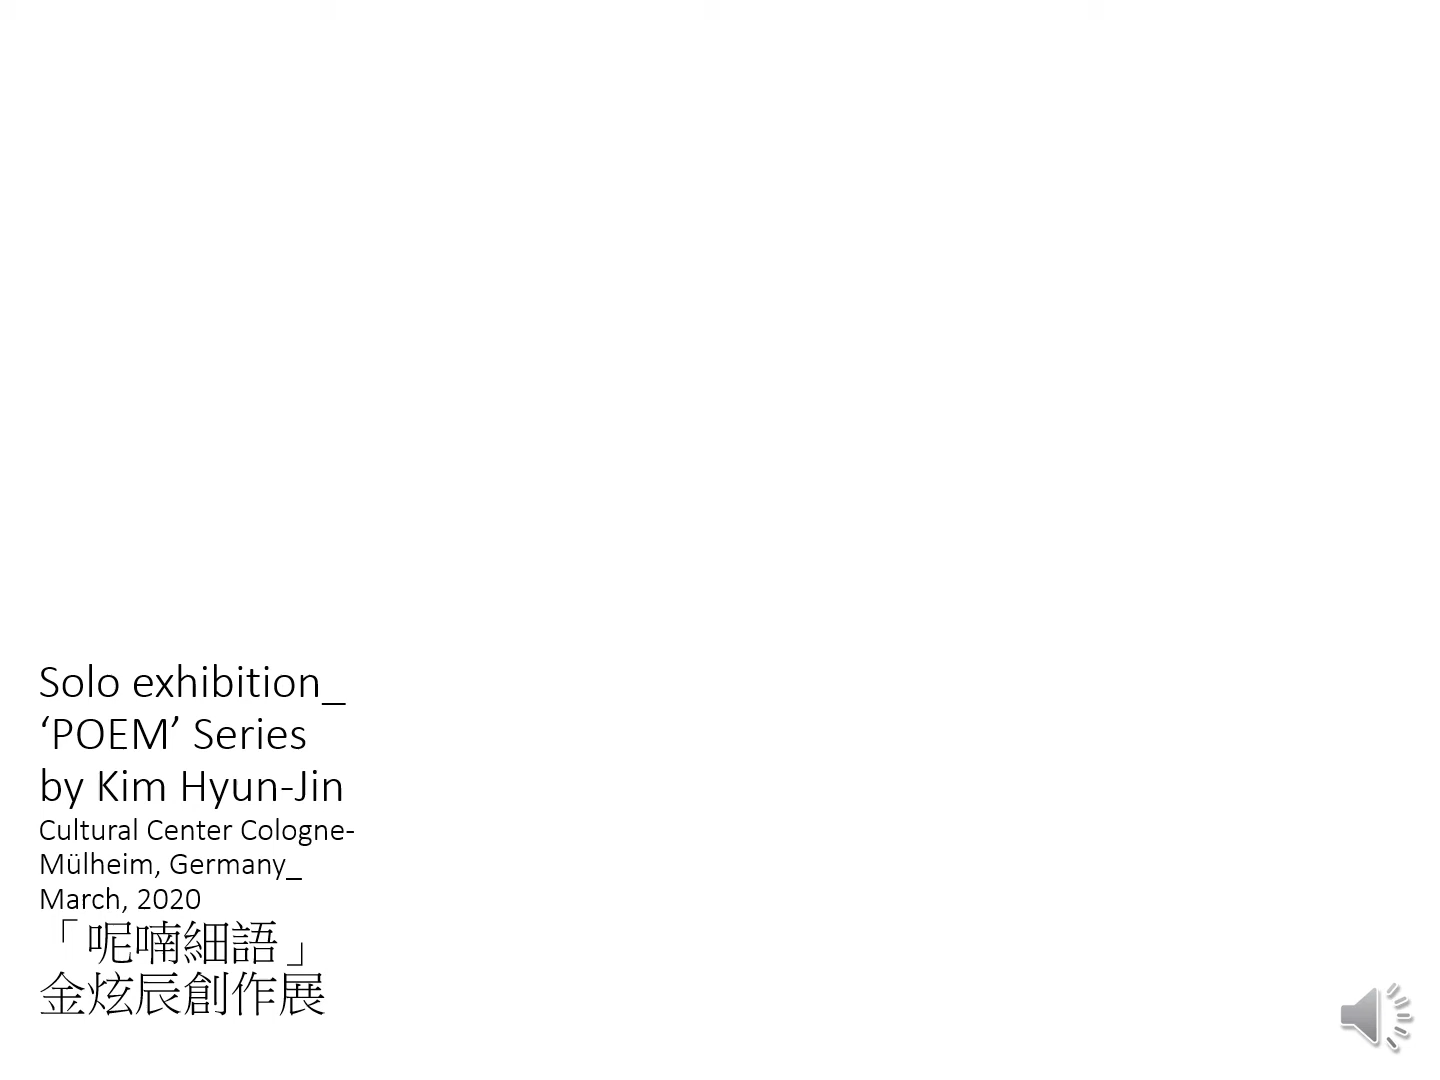 Solo exhibition_
‘POEM’ Series
by Kim Hyun-Jin
Cultural Center Cologne-
Mülheim, Germany_
March, 2020
「呢喃細語」
金炫辰創作展